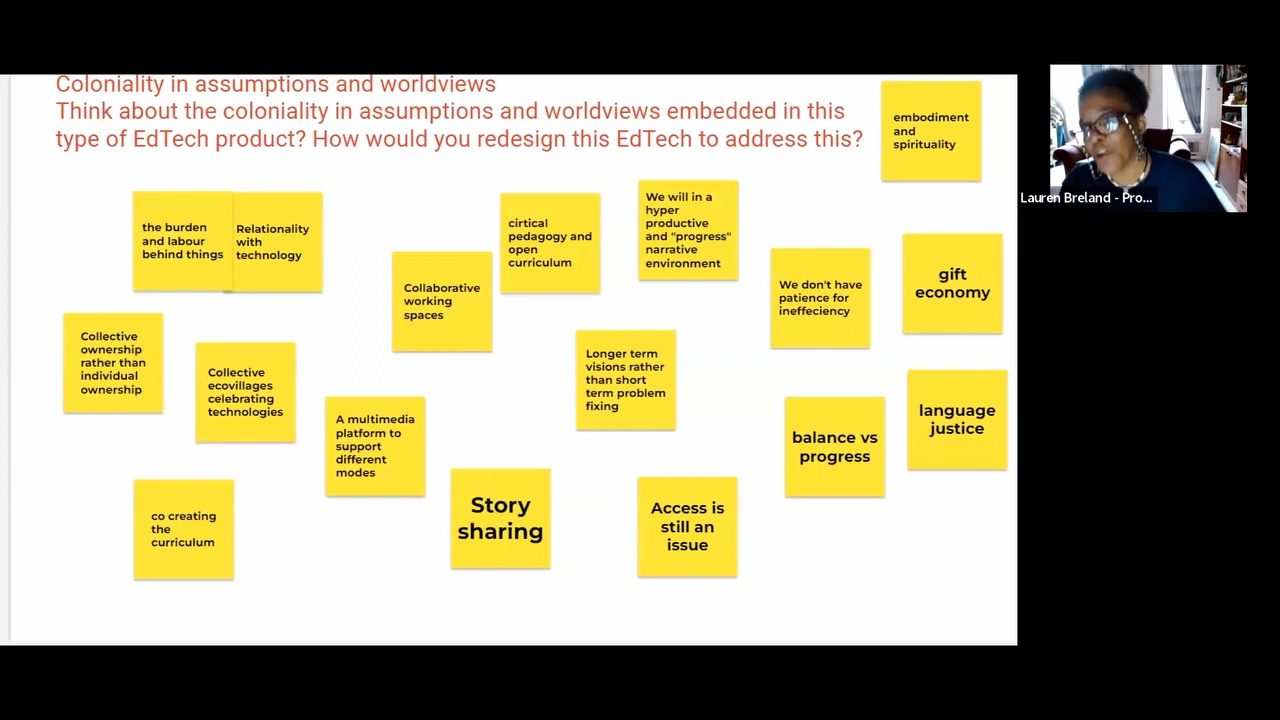 Coloniality in assumptions and worldviews
Think about the coloniality in assumptions and worldviews embedded in this
type of EdTech product? How would you redesign this EdTech to address this?
embodiment
and
spirituality
Lauren Breland - Pro...
the burden
and labour
behind things
Relationality
with
technology
cirtical
pedagogy and
open
curriculum
We will in a
hyper
productive
and "progress"
narrative
environment
Collaborative
working
spaces
We don't have
patience for
ineffeciency
gift
economy
Collective
ownership
rather than
individual
ownership
Collective
ecovillages
celebrating
technologies
Longer term
visions rather
than short
term problem
fixing
A multimedia
platform to
support
different
modes
balance vs
progress
language
justice
co creating
the
curriculum
Story
sharing
Access is
still an
issue